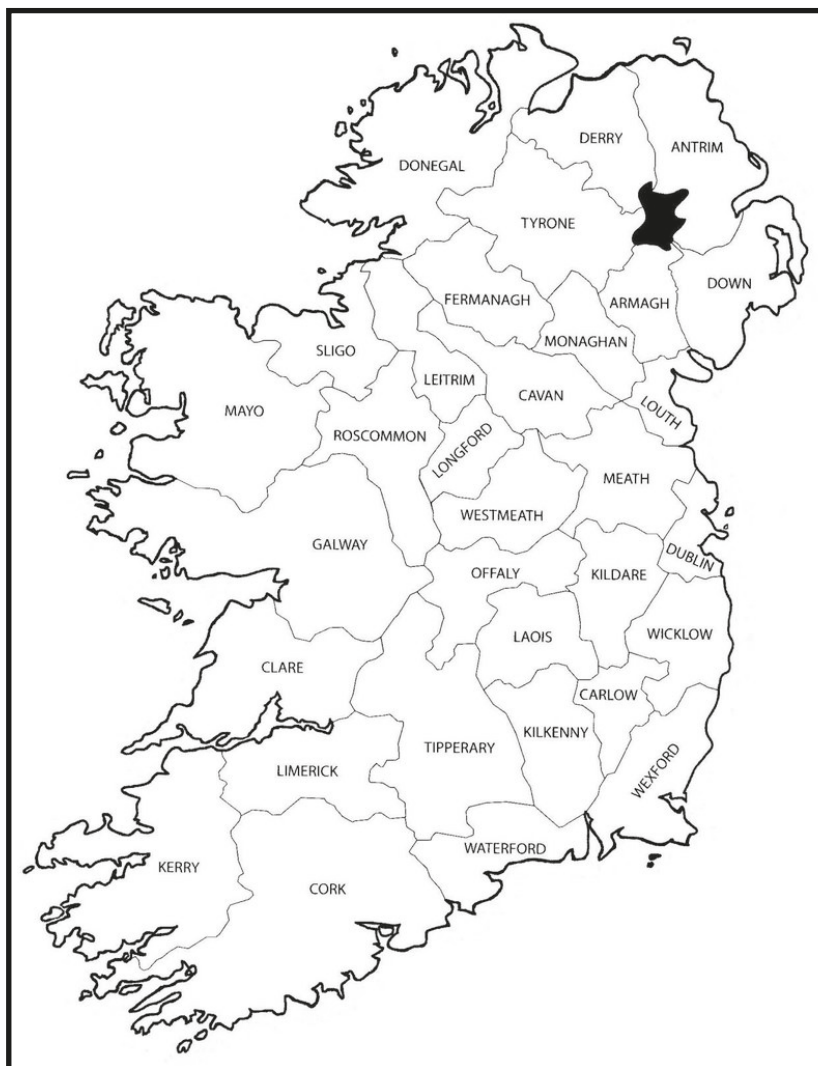 DERRY
ANTRIM
DONEGAL
TYRONE
DOWN
FERMANAGH
ARMAGH
MONAGHAN
SLIGO
LEITRIM
CAVAN
LOUTH
MAYO
ROSCOMMON
LONGFORD
MEATH
WESTMEATH
GALWAY
DUBLIN
OFFALY
KILDARE
LAOIS
WICKLOW
CLARE
CARLOW
KILKENNY
TIPPERARY
WEXFORD
LIMERICK
WATERFORD
KERRY
CORK